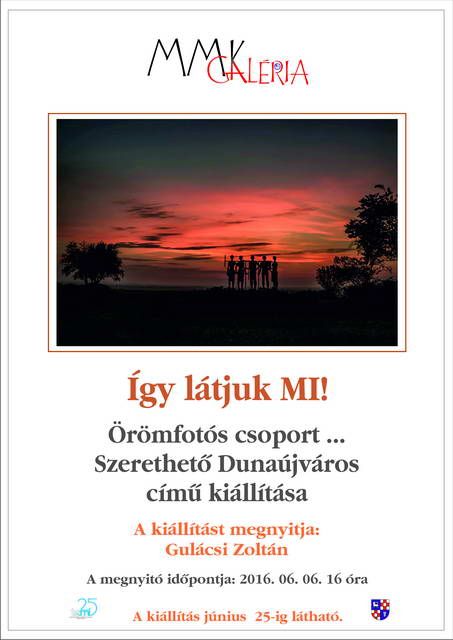 MMK
GALÉRIA
Így látjuk MI!
Örömfotós csoport ...
Szerethető Dunaújváros
című kiállítása
A kiállítást megnyitja:
Gulácsi Zoltán
A megnyitó időpontja: 2016. 06. 06. 16 óra
25
A kiállítás június 25-ig látható.